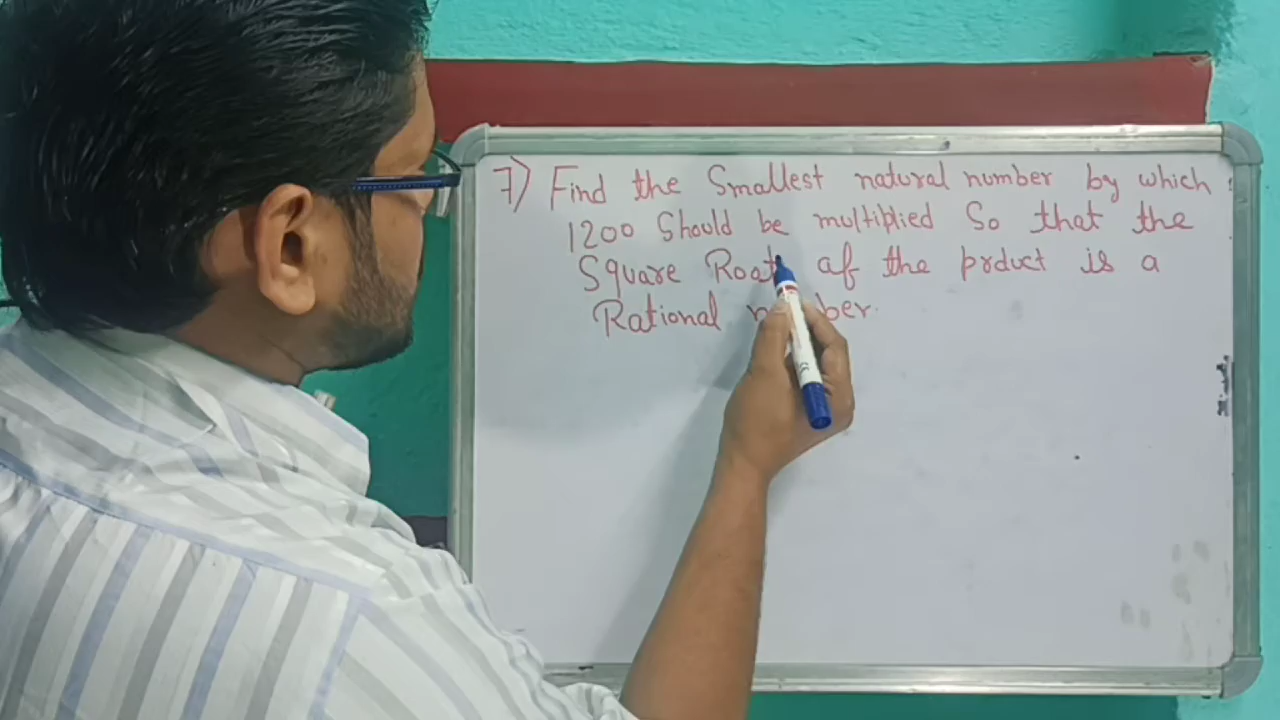 7) Find the Smallest natural number by which
1200 Should be multiplied So that the
Square Root of the product is a
Rational